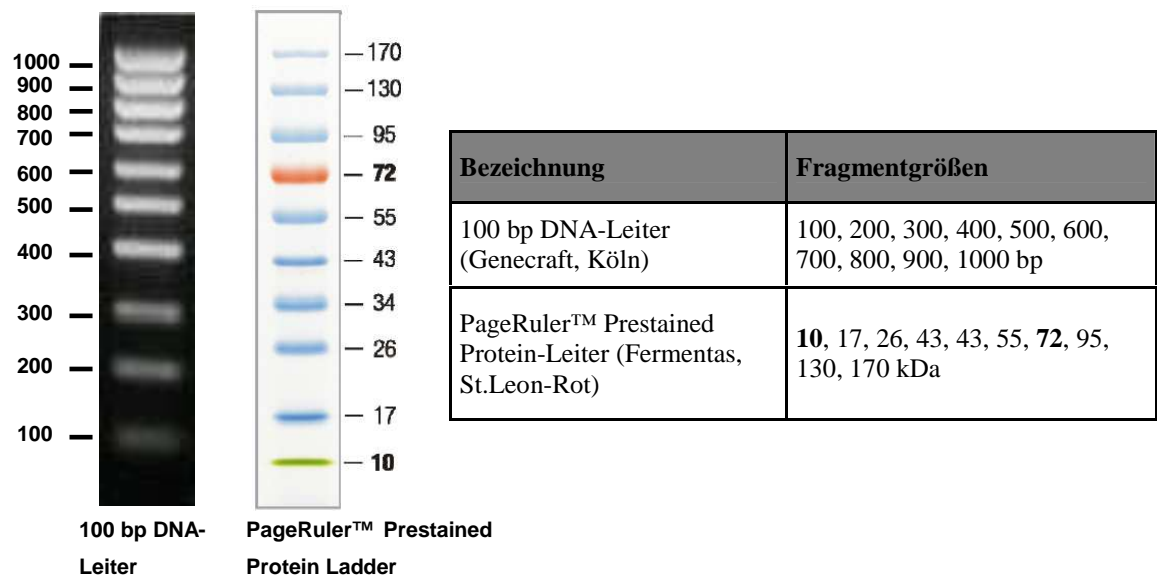 1000
900
800
700
600
500
400
300
200
100
100 bp DNA-
Leiter
170
130
95
72
55
43
34
26
17
10
PageRuler™ Prestained
Protein Ladder
Bezeichnung
Fragmentgrößen
100 bp DNA-Leiter
(Genecraft, Köln)
100, 200, 300, 400, 500, 600,
700, 800, 900, 1000 bp
PageRuler™ Prestained
Protein-Leiter (Fermentas,
St.Leon-Rot)
10, 17, 26, 43, 43, 55, 72, 95,
130, 170 kDa